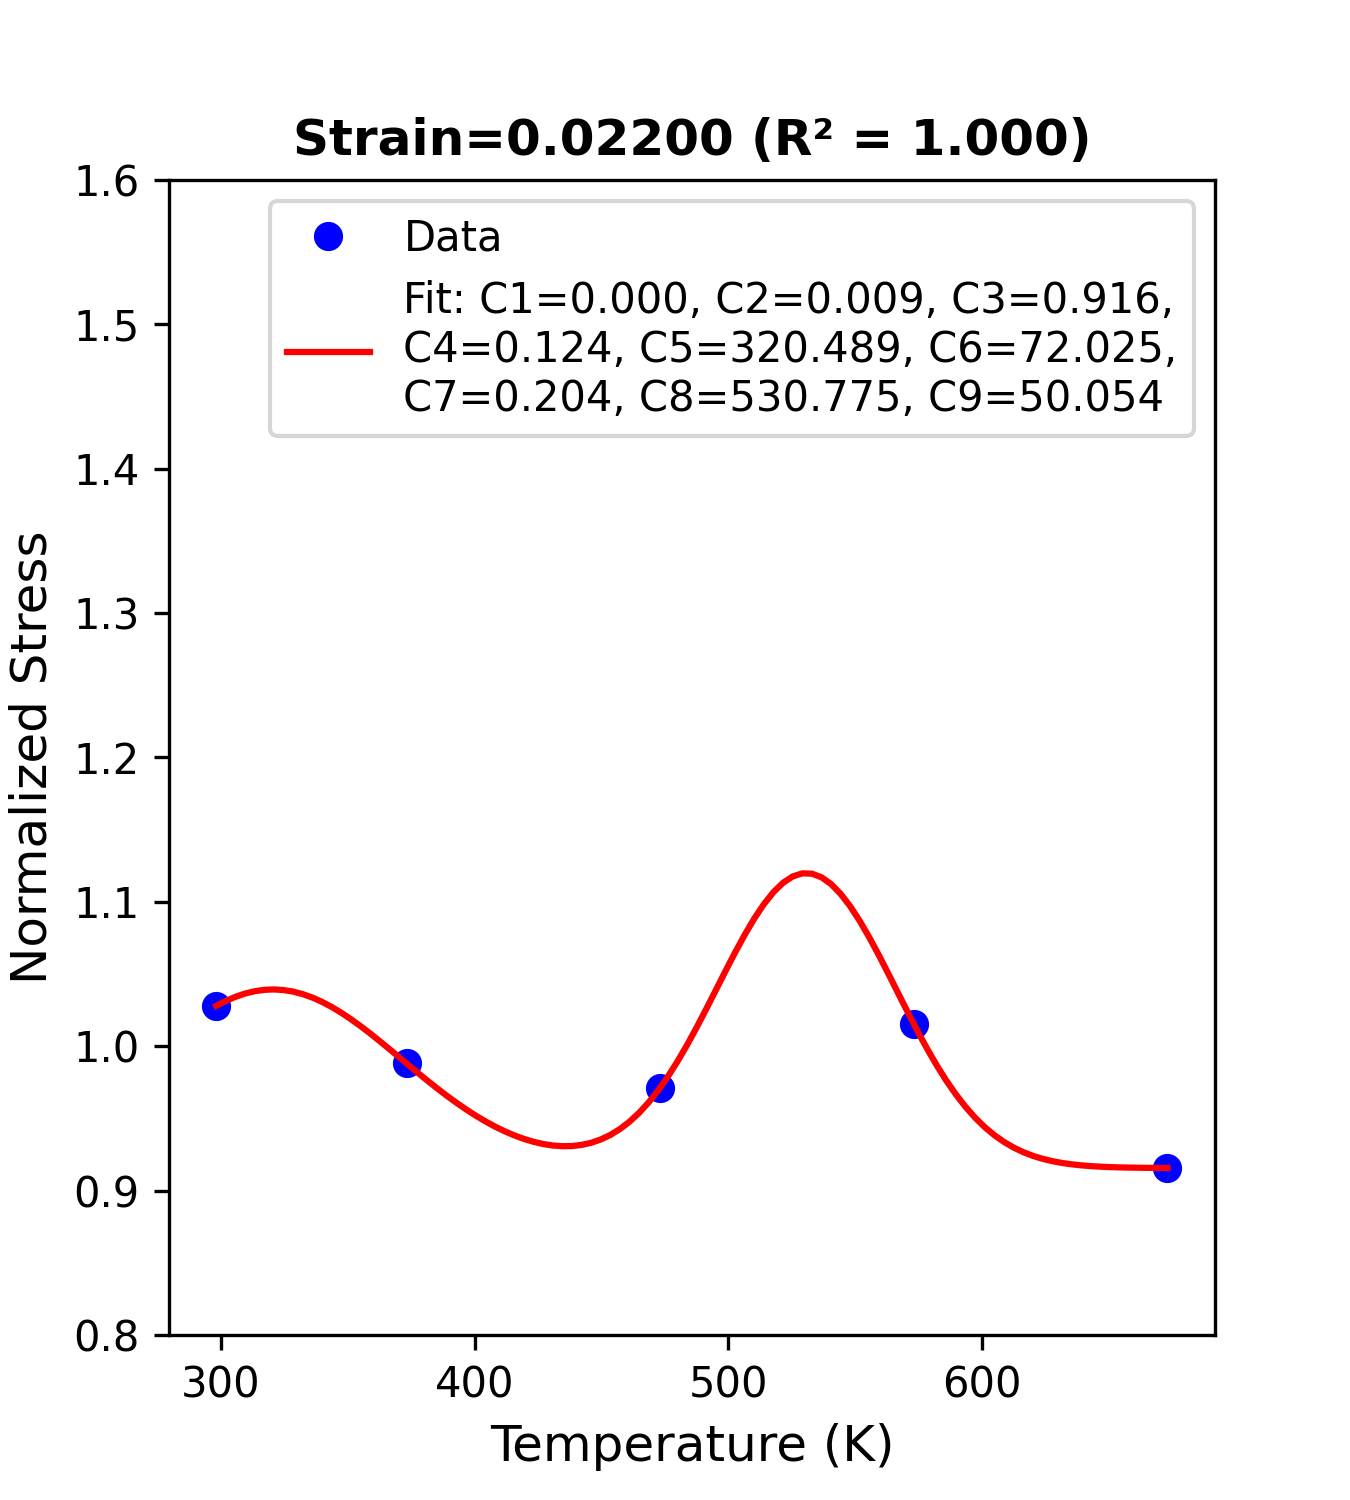 Strain=0.02200 (R² = 1.000)
1.6
1.5
1.4
1.3
1.2
1.1
1.0
0.9
0.8
Normalized Stress
Data
Fit: C1=0.000, C2=0.009, C3=0.916,
C4=0.124, C5=320.489, C6=72.025,
C7=0.204, C8=530.775, C9=50.054
300 400 500 600
Temperature (K)